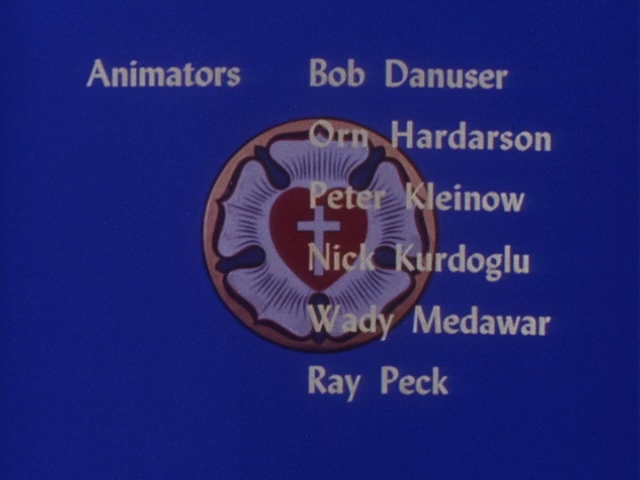 Animators Bob Danuser
Orn Hardarson
Peter Kleinow
Nick Kurdoglu
Wady Medawar
Ray Peck